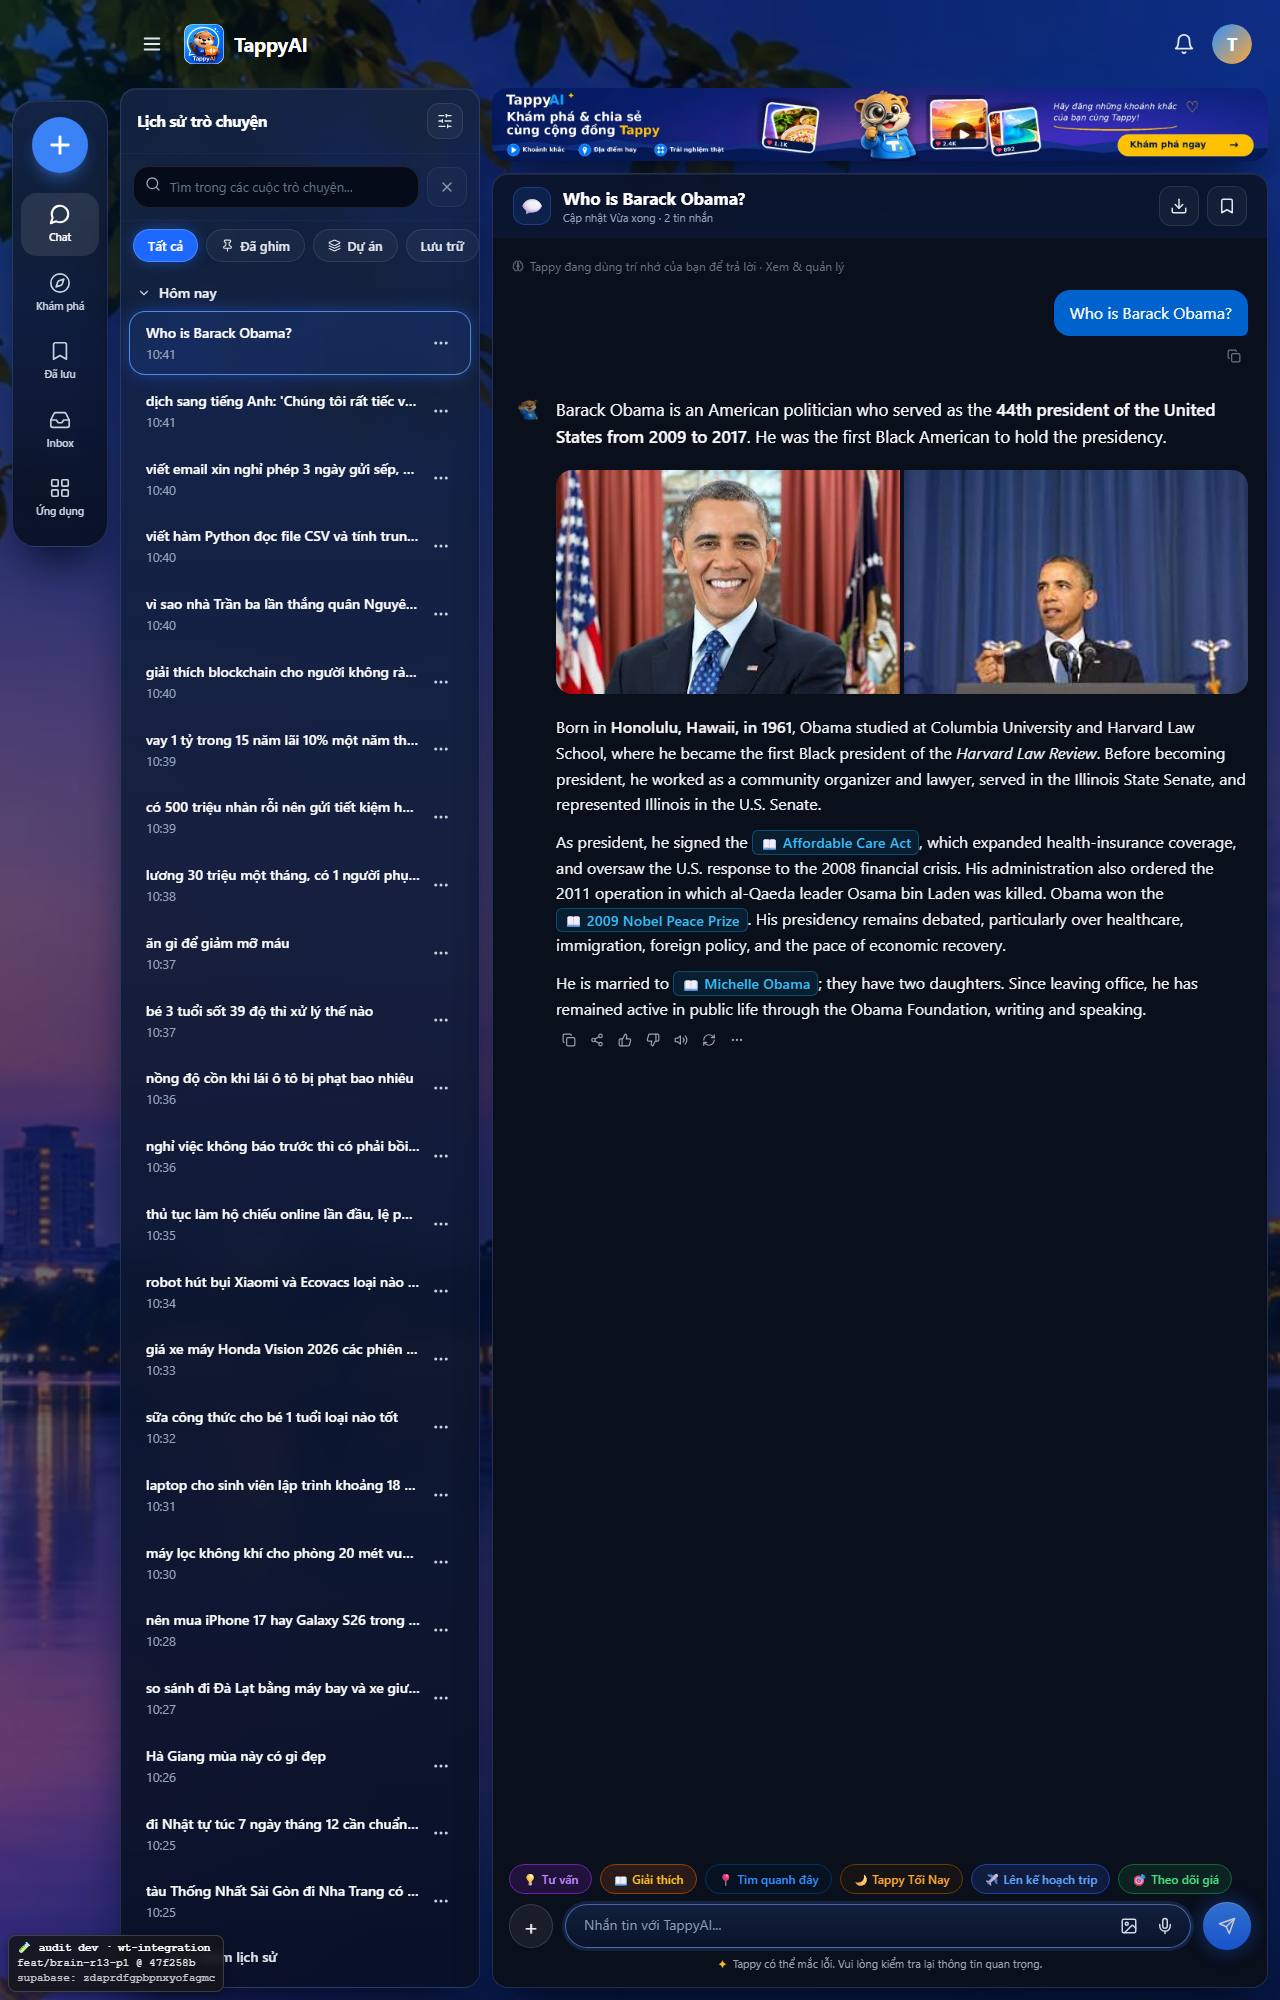 TappyAI
T
Chat
Khám phá
Đã lưu
Inbox
Ứng dụng
Lịch sử trò chuyện
Tìm trong các cuộc trò chuyện...
Tất cả
Đã ghim
Dự án
Lưu trữ
Hôm nay
Who is Barack Obama?
10:41
dịch sang tiếng Anh: 'Chúng tôi rất tiếc v...
10:41
viết email xin nghỉ phép 3 ngày gửi sếp, ...
10:40
viết hàm Python đọc file CSV và tính trun...
10:40
vì sao nhà Trần ba lần thắng quân Nguyê...
10:40
giải thích blockchain cho người không rà...
10:40
vay 1 tỷ trong 15 năm lãi 10% một năm th...
10:39
có 500 triệu nhàn rỗi nên gửi tiết kiệm h...
10:39
lương 30 triệu một tháng, có 1 người phụ...
10:38
ăn gì để giảm mỡ máu
10:37
bé 3 tuổi sốt 39 độ thì xử lý thế nào
10:37
nồng độ cồn khi lái ô tô bị phạt bao nhiêu
10:36
nghỉ việc không báo trước thì có phải bồi...
10:36
thủ tục làm hộ chiếu online lần đầu, lệ p...
10:35
robot hút bụi Xiaomi và Ecovacs loại nào ...
10:34
giá xe máy Honda Vision 2026 các phiên ...
10:33
sữa công thức cho bé 1 tuổi loại nào tốt
10:32
laptop cho sinh viên lập trình khoảng 18 ...
10:31
máy lọc không khí cho phòng 20 mét vu...
10:30
nên mua iPhone 17 hay Galaxy S26 trong ...
10:28
so sánh đi Đà Lạt bằng máy bay và xe giư...
10:27
Hà Giang mùa này có gì đẹp
10:26
đi Nhật tự túc 7 ngày tháng 12 cần chuẩn...
10:25
tàu Thống Nhất Sài Gòn đi Nha Trang có ...
10:25
lịch sử
audit dev · wt-integration
feat/brain-r13-p1 @ 47f258b
supabase: zdaprdfgpbpnxyofagmc
TappyAI
Khám phá & chia sẻ
cùng cộng đồng Tappy
Khoảnh khắc
Địa điểm hay
Trải nghiệm thật
1.1K
2.4K
892
Hãy đăng những khoảnh khắc
của bạn cùng Tappy!
Khám phá ngay →
Who is Barack Obama?
Cập nhật Vừa xong · 2 tin nhắn
Tappy đang dùng trí nhớ của bạn để trả lời · Xem & quản lý
Who is Barack Obama?
Barack Obama is an American politician who served as the 44th president of the United
States from 2009 to 2017. He was the first Black American to hold the presidency.
Born in Honolulu, Hawaii, in 1961, Obama studied at Columbia University and Harvard Law
School, where he became the first Black president of the Harvard Law Review. Before becoming
president, he worked as a community organizer and lawyer, served in the Illinois State Senate, and
represented Illinois in the U.S. Senate.
As president, he signed the Affordable Care Act, which expanded health-insurance coverage,
and oversaw the U.S. response to the 2008 financial crisis. His administration also ordered the
2011 operation in which al-Qaeda leader Osama bin Laden was killed. Obama won the
2009 Nobel Peace Prize. His presidency remains debated, particularly over healthcare,
immigration, foreign policy, and the pace of economic recovery.
He is married to Michelle Obama; they have two daughters. Since leaving office, he has
remained active in public life through the Obama Foundation, writing and speaking.
Tư vấn
Giải thích
Tìm quanh đây
Tappy Tối Nay
Lên kế hoạch trip
Theo dõi giá
Nhắn tin với TappyAI...
Tappy có thể mắc lỗi. Vui lòng kiểm tra lại thông tin quan trọng.